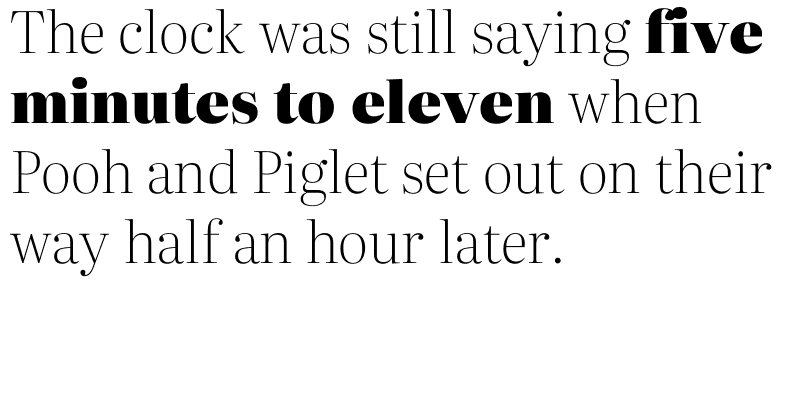 The clock was still saying five
minutes to eleven when
Pooh and Piglet set out on their
way half an hour later.